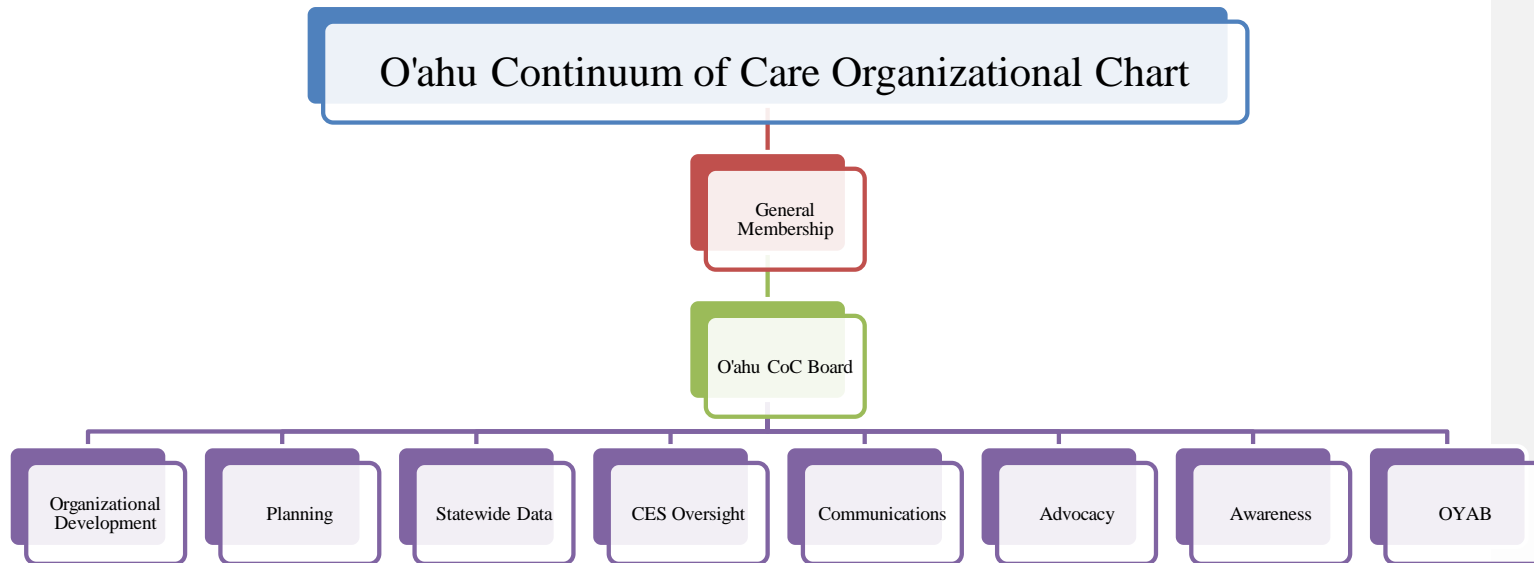 O'ahu Continuum of Care Organizational Chart
General
Membership
O'ahu CoC Board
Organizational
Development
Planning
Statewide Data
CES Oversight
Communications
Advocacy
Awareness
OYAB